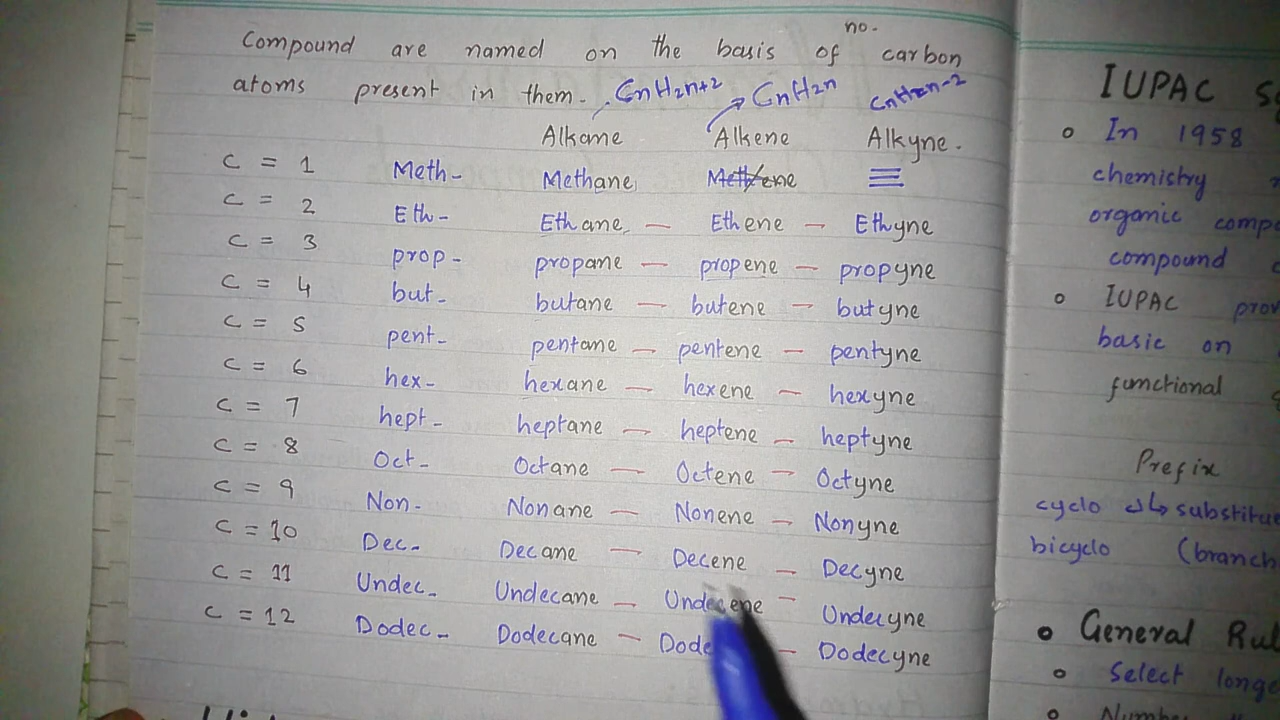 no.
Compound are named on the basis of carbon
atoms present in them. CnH2n+2 CnH2n CnH2n-2
Alkane Alkene Alkyne.
C = 1 Meth- Methane Methene ≡
C = 2 Eth- Ethane — Ethene — Ethyne
C = 3 prop- propane — propene — propyne
C = 4 but- butane — butene — butyne
C = 5 pent- pentane — pentene — pentyne
C = 6 hex- hexane — hexene — hexyne
C = 7 hept- heptane — heptene — heptyne
C = 8 Oct- Octane — Octene — Octyne
C = 9 Non- Nonane — Nonene — Nonyne
C = 10 Dec- Decane — Decene — Decyne
C = 11 Undec- Undecane — Undecene — Undecyne
C = 12 Dodec- Dodecane — Dode — Dodecyne
IUPAC
o In 1958
chemistry
organic comp
compound
o IUPAC prov
basic on
functional
Prefix
cyclo ↳ substitue
bicyclo (branch
• General Rul
o Select longe
o Number